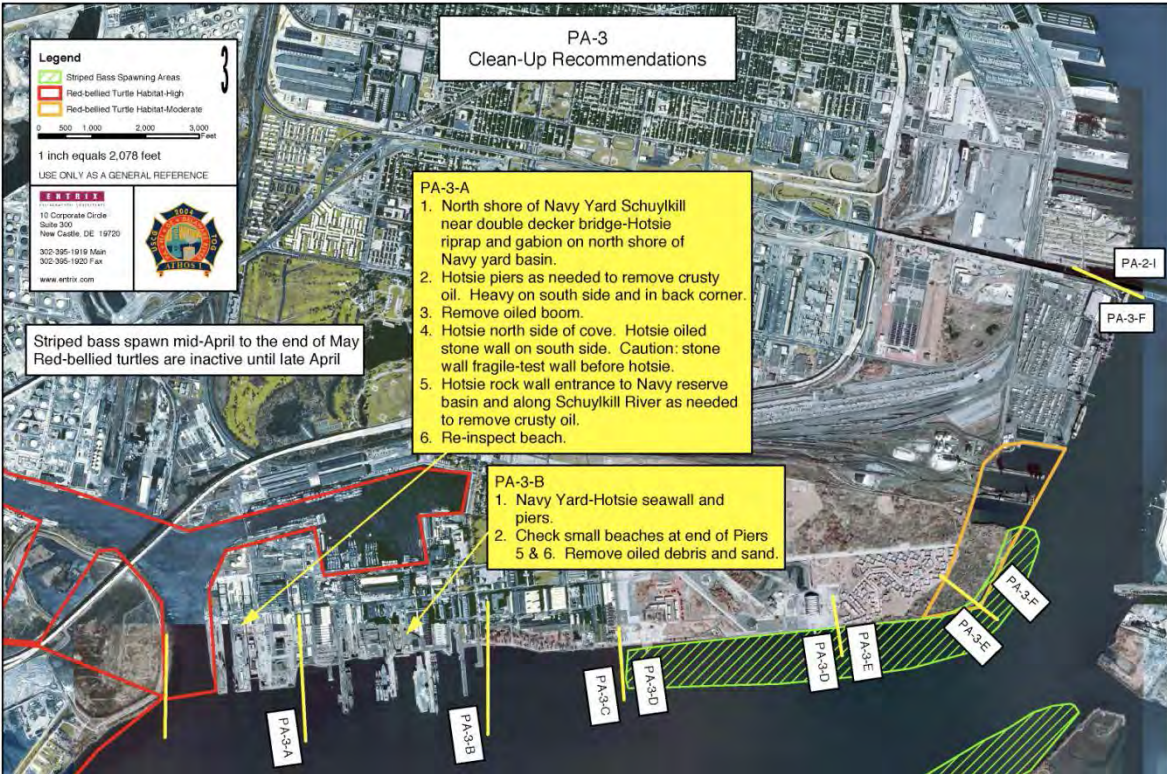 PA-3
Clean-Up Recommendations
Legend
3
Striped Bass Spawning Areas
Red-bellied Turtle Habitat-High
Red-bellied Turtle Habitat-Moderate
0 500 1,000 2,000 3,000
Feet
1 inch equals 2,078 feet
USE ONLY AS A GENERAL REFERENCE
ENTRIX
10 Corporate Circle
Suite 300
New Castle, DE 19720
302-395-1919 Main
302-395-1920 Fax
www.entrix.com
2004
ATHOS I
Striped bass spawn mid-April to the end of May
Red-bellied turtles are inactive until late April
PA-3-A
1. North shore of Navy Yard Schuylkill
near double decker bridge-Hotsie
riprap and gabion on north shore of
Navy yard basin.
2. Hotsie piers as needed to remove crusty
oil. Heavy on south side and in back corner.
3. Remove oiled boom.
4. Hotsie north side of cove. Hotsie oiled
stone wall on south side. Caution: stone
wall fragile-test wall before hotsie.
5. Hotsie rock wall entrance to Navy reserve
basin and along Schuylkill River as needed
to remove crusty oil.
6. Re-inspect beach.
PA-3-B
1. Navy Yard-Hotsie seawall and
piers.
2. Check small beaches at end of Piers
5 & 6. Remove oiled debris and sand.
PA-2-I
PA-3-F
PA-3-F
PA-3-E
PA-3-E
PA-3-D
PA-3-D
PA-3-C
PA-3-B
PA-3-A